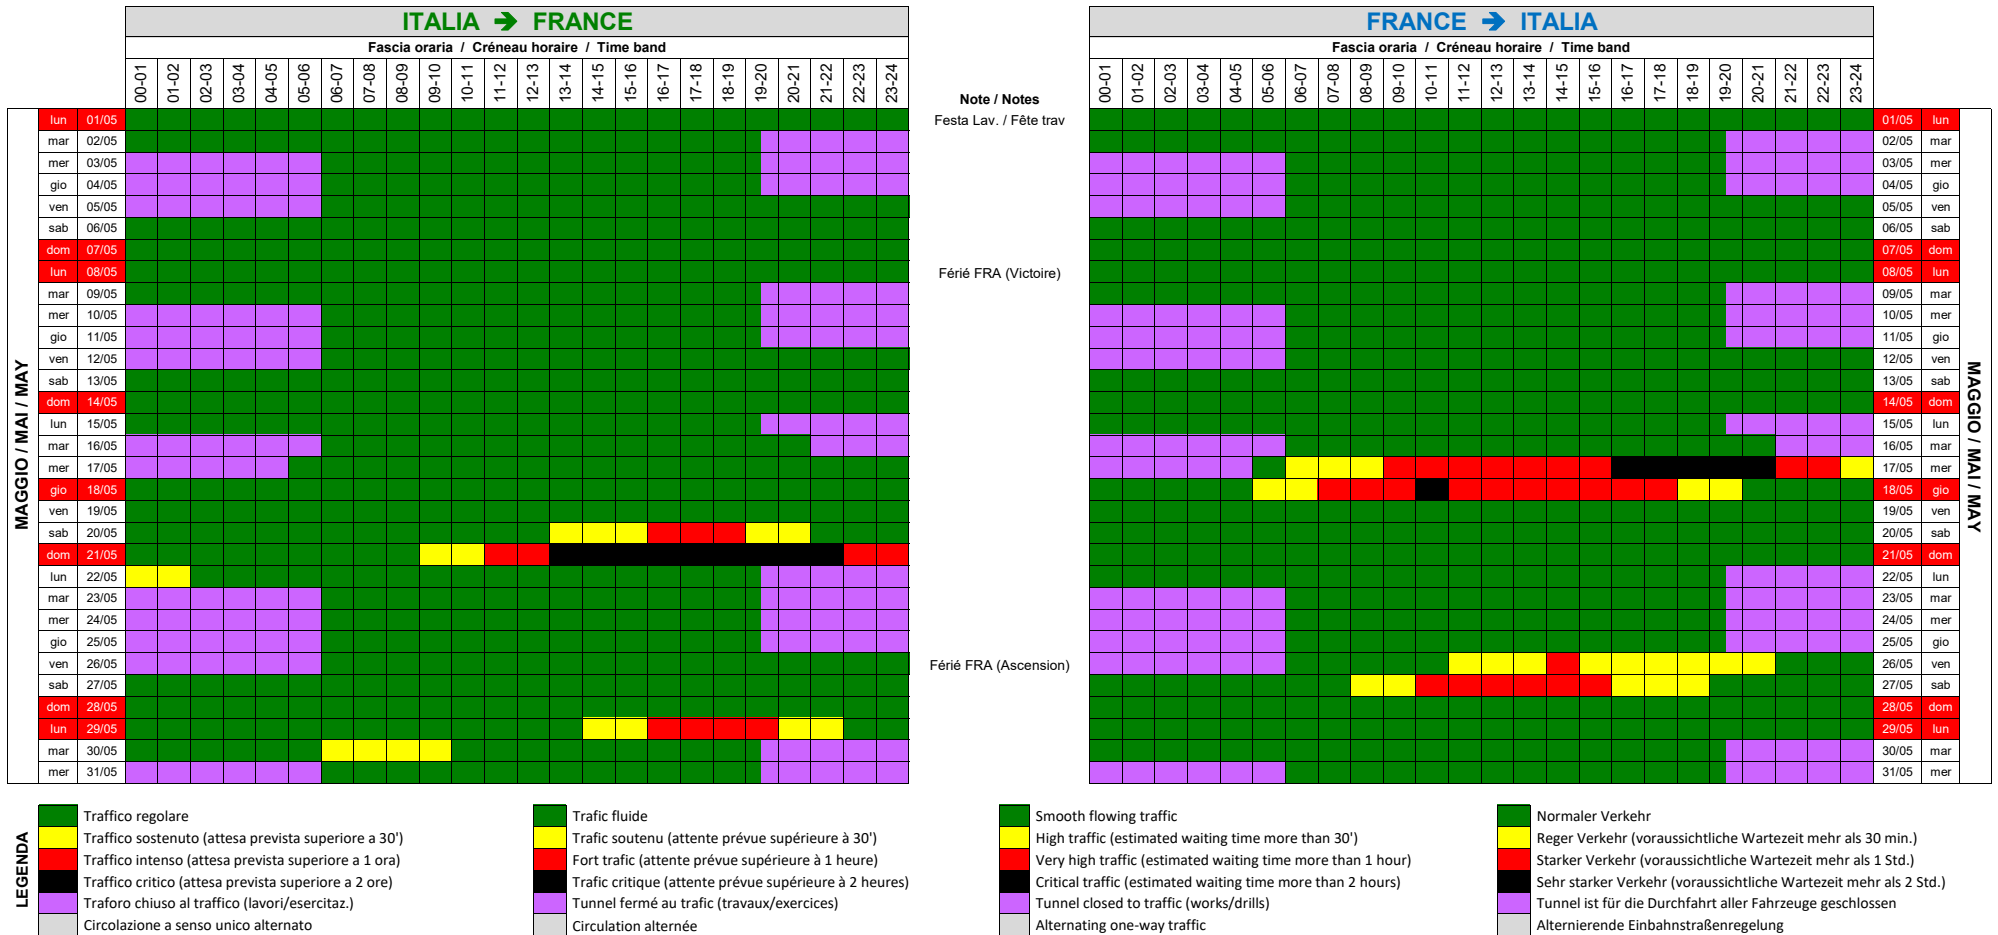 ITALIA ➔ FRANCE
FRANCE ➔ ITALIA
Fascia oraria / Créneau horaire / Time band
Fascia oraria / Créneau horaire / Time band
00-01 01-02 02-03 03-04 04-05 05-06 06-07 07-08 08-09 09-10 10-11 11-12 12-13 13-14 14-15 15-16 16-17 17-18 18-19 19-20 20-21 21-22 22-23 23-24
Note / Notes
00-01 01-02 02-03 03-04 04-05 05-06 06-07 07-08 08-09 09-10 10-11 11-12 12-13 13-14 14-15 15-16 16-17 17-18 18-19 19-20 20-21 21-22 22-23 23-24
MAGGIO / MAI / MAY
lun 01/05 Festa Lav. / Fête trav 01/05 lun
mar 02/05 02/05 mar
mer 03/05 03/05 mer
gio 04/05 04/05 gio
ven 05/05 05/05 ven
sab 06/05 06/05 sab
dom 07/05 07/05 dom
lun 08/05 Férié FRA (Victoire) 08/05 lun
mar 09/05 09/05 mar
mer 10/05 10/05 mer
gio 11/05 11/05 gio
ven 12/05 12/05 ven
sab 13/05 13/05 sab
dom 14/05 14/05 dom
lun 15/05 15/05 lun
mar 16/05 16/05 mar
mer 17/05 17/05 mer
gio 18/05 18/05 gio
ven 19/05 19/05 ven
sab 20/05 20/05 sab
dom 21/05 21/05 dom
lun 22/05 22/05 lun
mar 23/05 23/05 mar
mer 24/05 24/05 mer
gio 25/05 25/05 gio
ven 26/05 Férié FRA (Ascension) 26/05 ven
sab 27/05 27/05 sab
dom 28/05 28/05 dom
lun 29/05 29/05 lun
mar 30/05 30/05 mar
mer 31/05 31/05 mer
MAGGIO / MAI / MAY
LEGENDA
Traffico regolare
Traffico sostenuto (attesa prevista superiore a 30')
Traffico intenso (attesa prevista superiore a 1 ora)
Traffico critico (attesa prevista superiore a 2 ore)
Traforo chiuso al traffico (lavori/esercitaz.)
Circolazione a senso unico alternato
Trafic fluide
Trafic soutenu (attente prévue supérieure à 30')
Fort trafic (attente prévue supérieure à 1 heure)
Trafic critique (attente prévue supérieure à 2 heures)
Tunnel fermé au trafic (travaux/exercices)
Circulation alternée
Smooth flowing traffic
High traffic (estimated waiting time more than 30')
Very high traffic (estimated waiting time more than 1 hour)
Critical traffic (estimated waiting time more than 2 hours)
Tunnel closed to traffic (works/drills)
Alternating one-way traffic
Normaler Verkehr
Reger Verkehr (voraussichtliche Wartezeit mehr als 30 min.)
Starker Verkehr (voraussichtliche Wartezeit mehr als 1 Std.)
Sehr starker Verkehr (voraussichtliche Wartezeit mehr als 2 Std.)
Tunnel ist für die Durchfahrt aller Fahrzeuge geschlossen
Alternierende Einbahnstraßenregelung